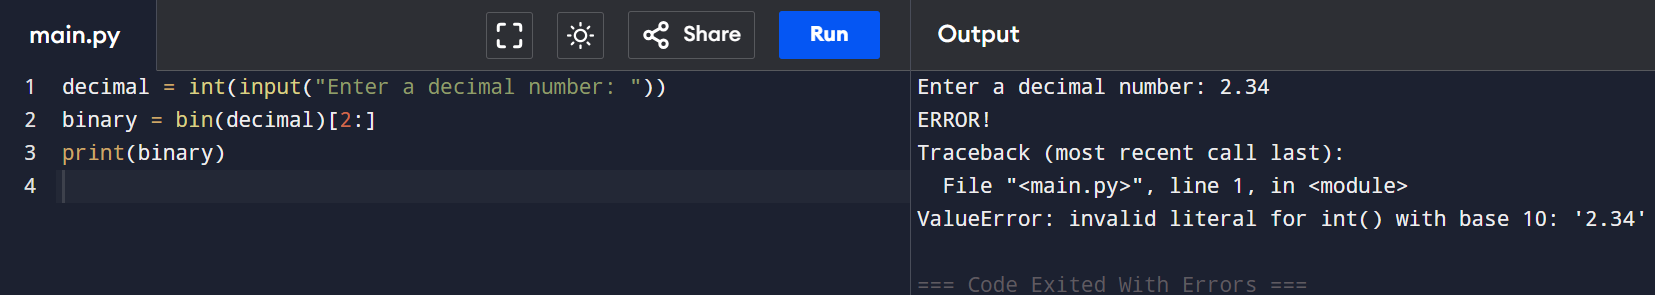 main.py
Share
Run
Output
1 decimal = int(input("Enter a decimal number: "))
2 binary = bin(decimal)[2:]
3 print(binary)
4
Enter a decimal number: 2.34
ERROR!
Traceback (most recent call last):
  File "<main.py>", line 1, in <module>
ValueError: invalid literal for int() with base 10: '2.34'
=== Code Exited With Errors ===